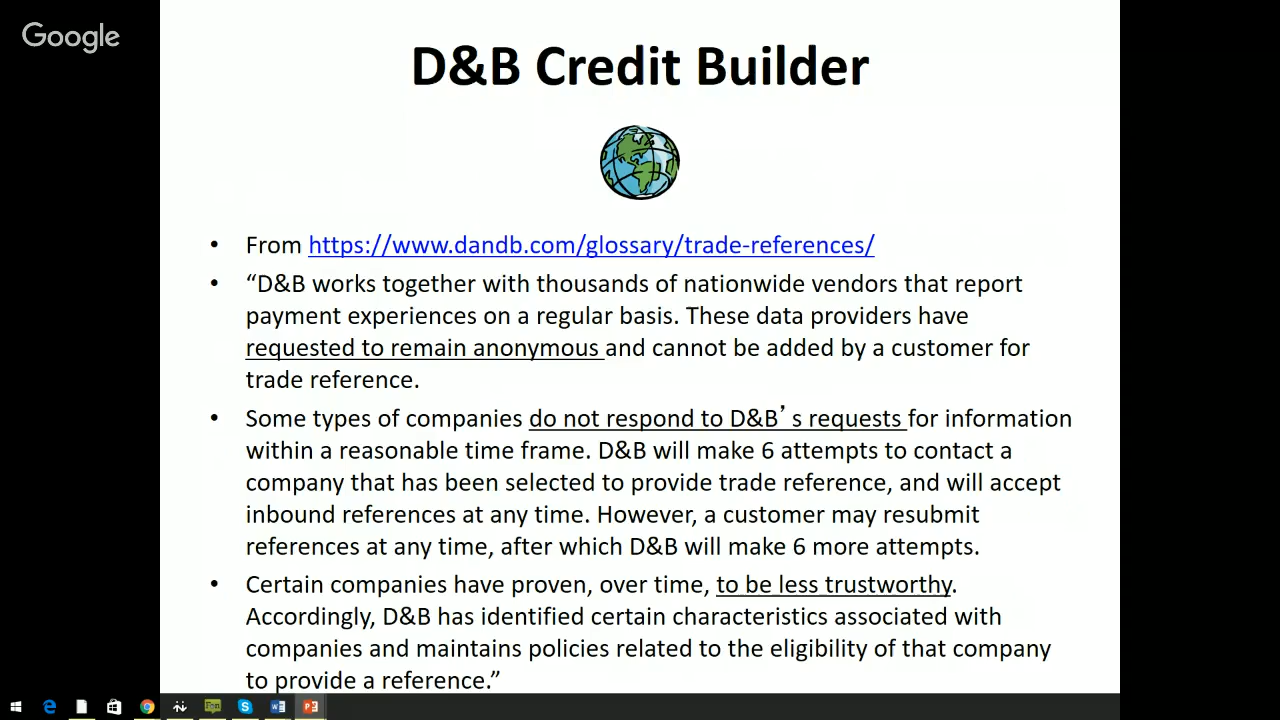 Google
D&B Credit Builder
• From https://www.dandb.com/glossary/trade-references/
• “D&B works together with thousands of nationwide vendors that report
payment experiences on a regular basis. These data providers have
requested to remain anonymous and cannot be added by a customer for
trade reference.
• Some types of companies do not respond to D&B’s requests for information
within a reasonable time frame. D&B will make 6 attempts to contact a
company that has been selected to provide trade reference, and will accept
inbound references at any time. However, a customer may resubmit
references at any time, after which D&B will make 6 more attempts.
• Certain companies have proven, over time, to be less trustworthy.
Accordingly, D&B has identified certain characteristics associated with
companies and maintains policies related to the eligibility of that company
to provide a reference.”